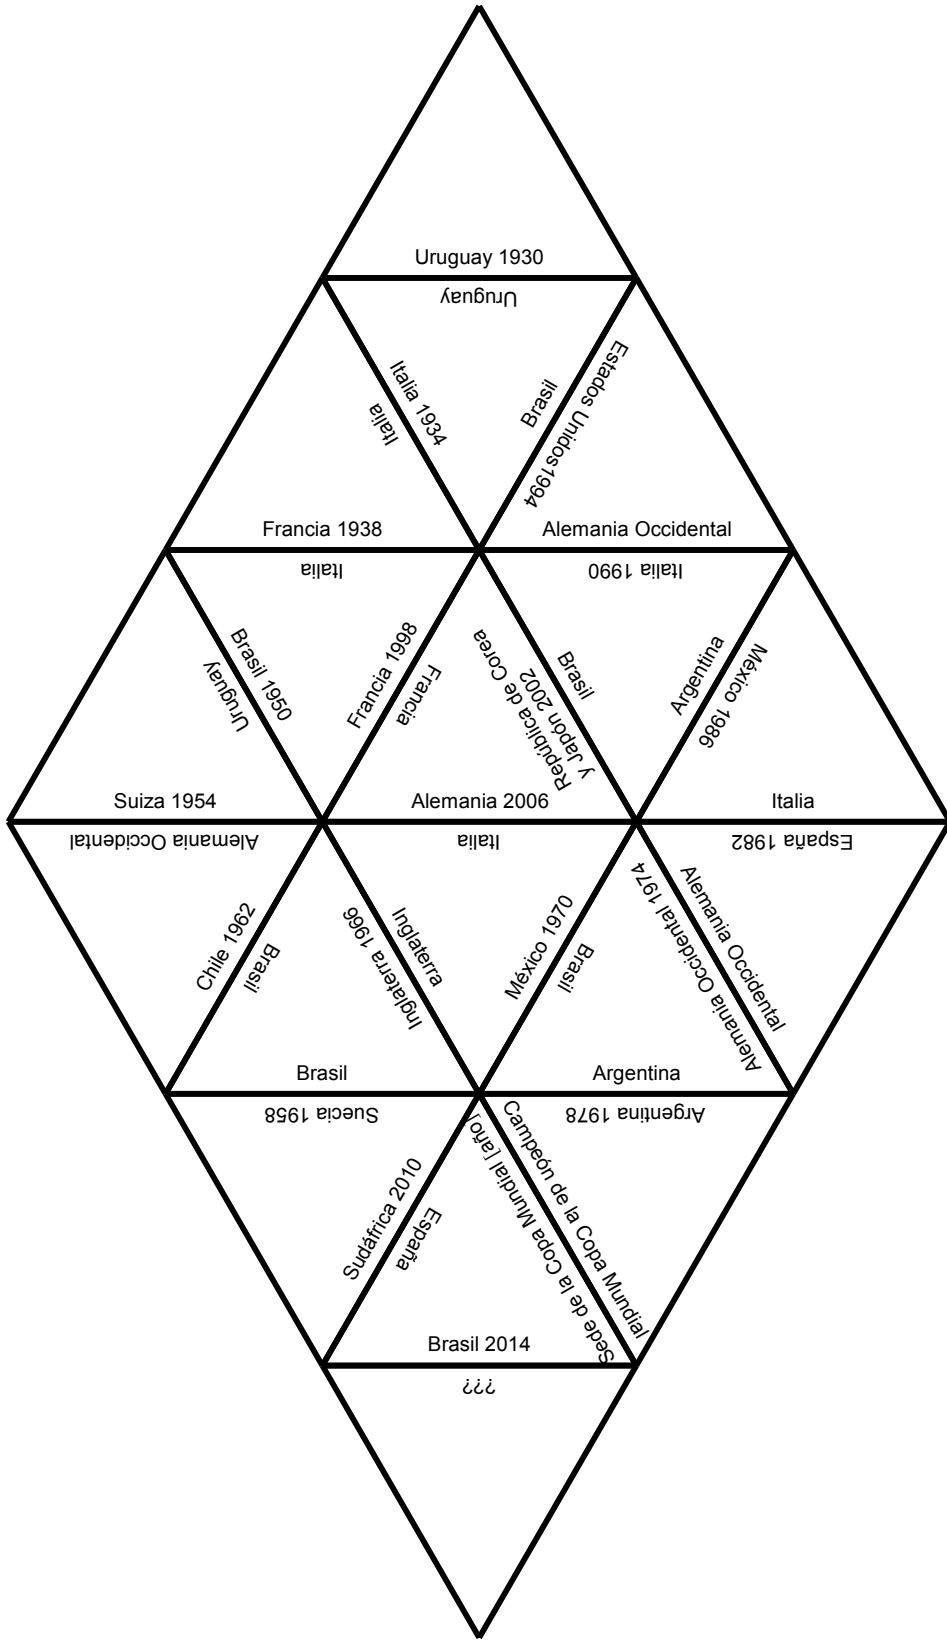 Uruguay 1930
Uruguay
Italia 1934
Italia
Brasil
Estados Unidos1994
Francia 1938
Italia
Alemania Occidental
Italia 1990
Brasil 1950
Uruguay
Francia 1998
Francia
Brasil
República de Corea
y Japón 2002
Argentina
México 1986
Suiza 1954
Alemania Occidental
Alemania 2006
Italia
Italia
España 1982
Chile 1962
Brasil
Inglaterra
Inglaterra 1966
México 1970
Brasil
Alemania Occidental
Alemania Occidental 1974
Brasil
Suecia 1958
Argentina
Argentina 1978
Sudáfrica 2010
España
Campeón de la Copa Mundial
Sede de la Copa Mundial [año]
Brasil 2014
???